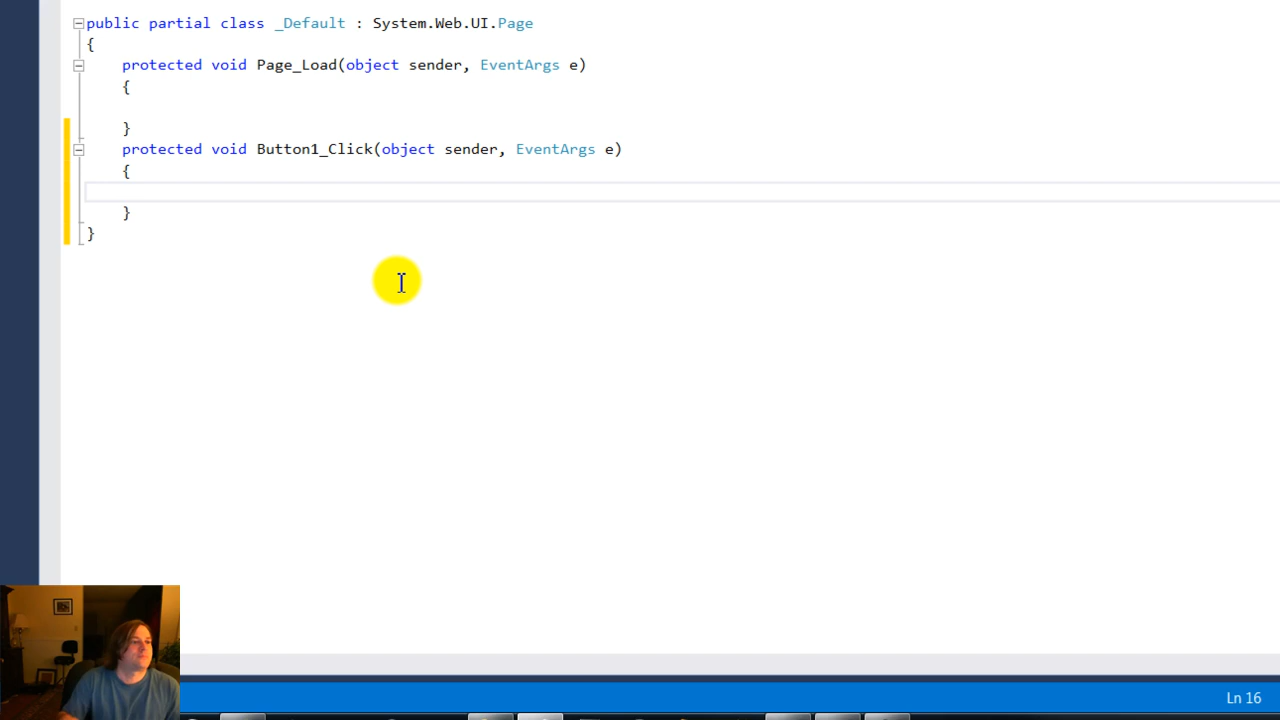 public partial class _Default : System.Web.UI.Page
{
    protected void Page_Load(object sender, EventArgs e)
    {

    }
    protected void Button1_Click(object sender, EventArgs e)
    {

    }
}
Ln 16